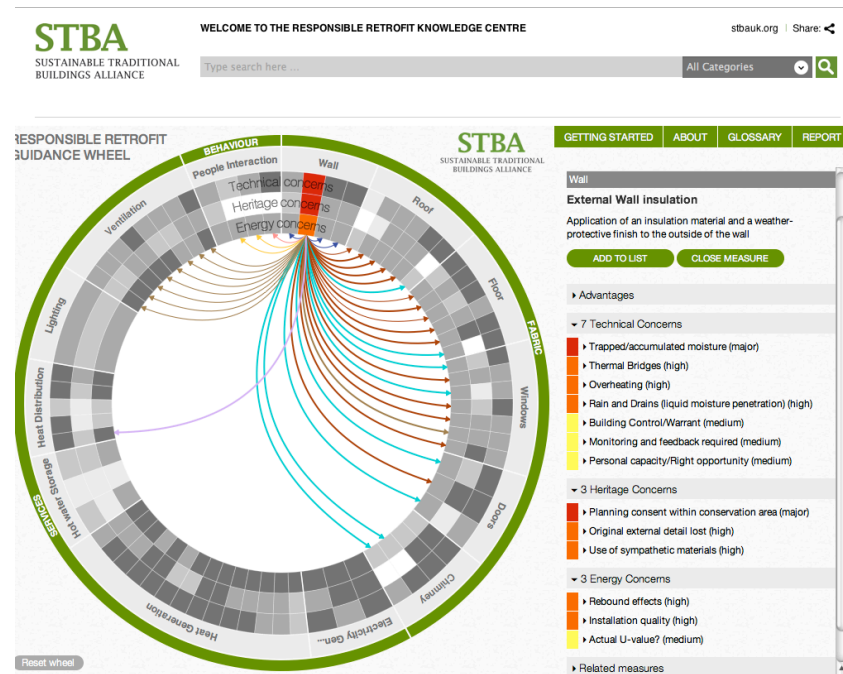 STBA
SUSTAINABLE TRADITIONAL
BUILDINGS ALLIANCE
WELCOME TO THE RESPONSIBLE RETROFIT KNOWLEDGE CENTRE
stbauk.org | Share:
Type search here ...
All Categories
RESPONSIBLE RETROFIT
GUIDANCE WHEEL
STBA
SUSTAINABLE TRADITIONAL
BUILDINGS ALLIANCE
BEHAVIOUR
People Interaction
Wall
Technical concerns
Heritage concerns
Energy concerns
Roof
Floor
FABRIC
Windows
Doors
Chimney
Electricity Gen...
Heat Generation
Hot water Storage
SERVICES
Heat Distribution
Lighting
Ventilation
Reset wheel
GETTING STARTED
ABOUT
GLOSSARY
REPORT
Wall
External Wall insulation
Application of an insulation material and a weather-
protective finish to the outside of the wall
ADD TO LIST
CLOSE MEASURE
Advantages
7 Technical Concerns
Trapped/accumulated moisture (major)
Thermal Bridges (high)
Overheating (high)
Rain and Drains (liquid moisture penetration) (high)
Building Control/Warrant (medium)
Monitoring and feedback required (medium)
Personal capacity/Right opportunity (medium)
3 Heritage Concerns
Planning consent within conservation area (major)
Original external detail lost (high)
Use of sympathetic materials (high)
3 Energy Concerns
Rebound effects (high)
Installation quality (high)
Actual U-value? (medium)
Related measures